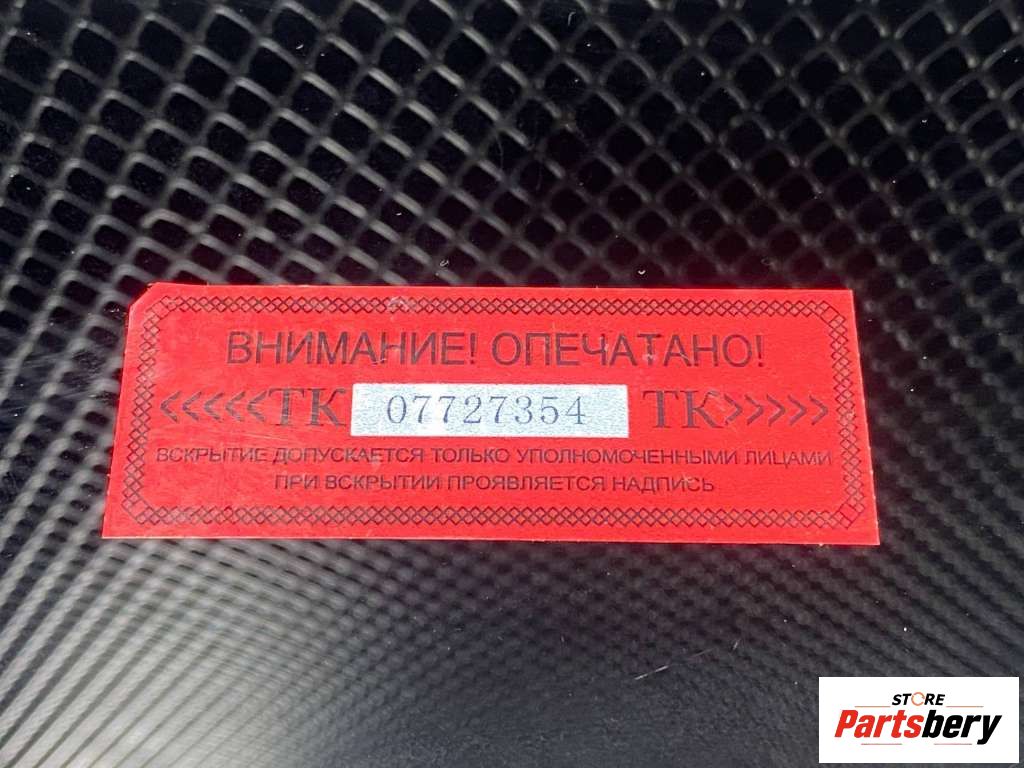 ВНИМАНИЕ! ОПЕЧАТАНО!
<<<<<ТК 07727354 ТК>>>>>
ВСКРЫТИЕ ДОПУСКАЕТСЯ ТОЛЬКО УПОЛНОМОЧЕННЫМИ ЛИЦАМИ
ПРИ ВСКРЫТИИ ПРОЯВЛЯЕТСЯ НАДПИСЬ
STORE
Partsbery